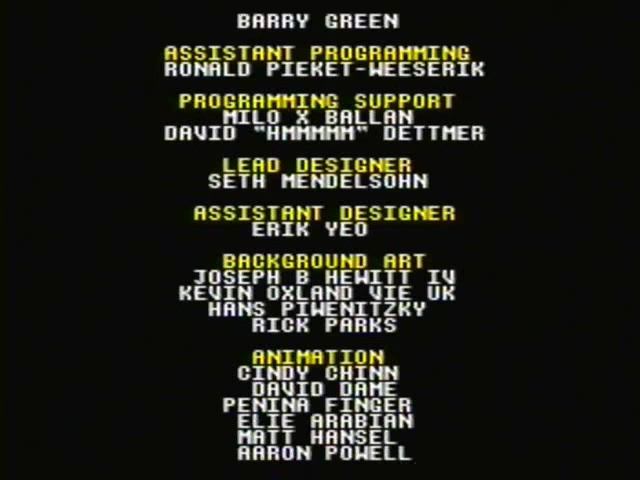 BARRY GREEN
ASSISTANT PROGRAMMING
RONALD PIEKET-WEESERIK
PROGRAMMING SUPPORT
MILO X BALLAN
DAVID "HMMMMM" DETTMER
LEAD DESIGNER
SETH MENDELSOHN
ASSISTANT DESIGNER
ERIK YEO
BACKGROUND ART
JOSEPH B HEWITT IV
KEVIN OXLAND VIE UK
HANS PIWENITZKY
RICK PARKS
ANIMATION
CINDY CHINN
DAVID DAME
PENINA FINGER
ELIE ARABIAN
MATT HANSEL
AARON POWELL